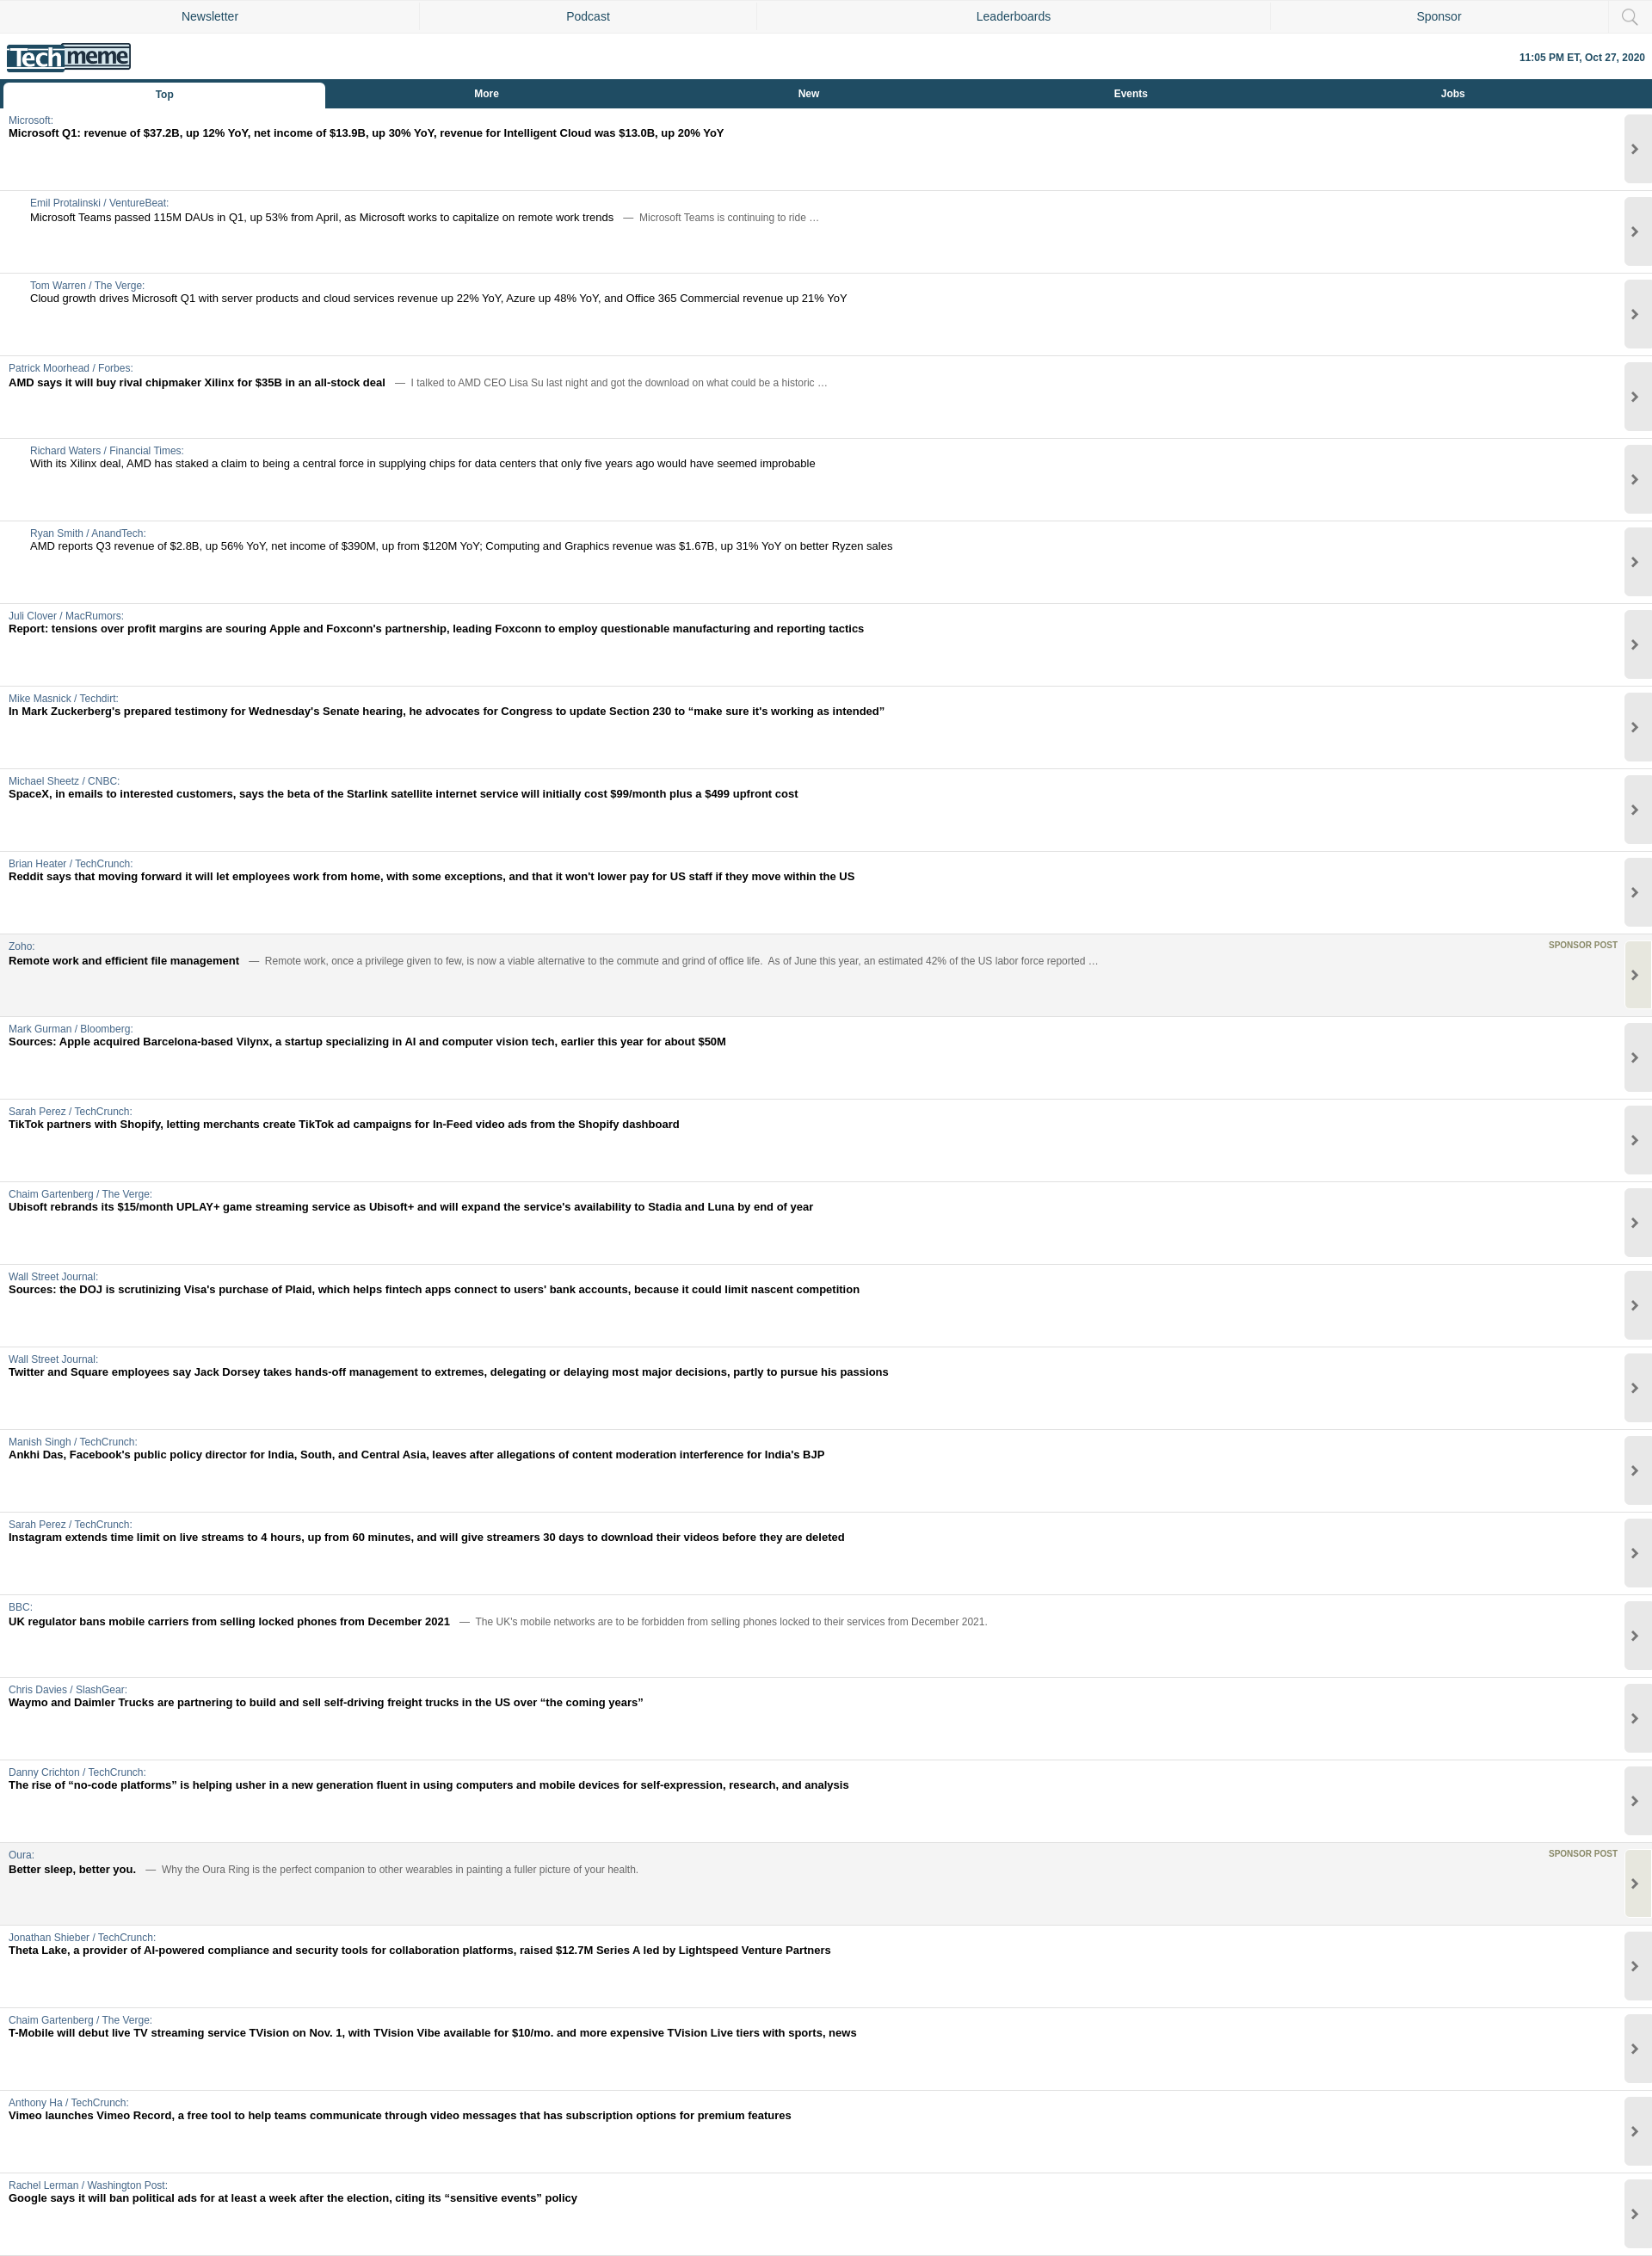 Newsletter
Podcast
Leaderboards
Sponsor
Techmeme
11:05 PM ET, Oct 27, 2020
Top
More
New
Events
Jobs
Microsoft:
Microsoft Q1: revenue of $37.2B, up 12% YoY, net income of $13.9B, up 30% YoY, revenue for Intelligent Cloud was $13.0B, up 20% YoY
Emil Protalinski / VentureBeat:
Microsoft Teams passed 115M DAUs in Q1, up 53% from April, as Microsoft works to capitalize on remote work trends — Microsoft Teams is continuing to ride …
Tom Warren / The Verge:
Cloud growth drives Microsoft Q1 with server products and cloud services revenue up 22% YoY, Azure up 48% YoY, and Office 365 Commercial revenue up 21% YoY
Patrick Moorhead / Forbes:
AMD says it will buy rival chipmaker Xilinx for $35B in an all-stock deal — I talked to AMD CEO Lisa Su last night and got the download on what could be a historic …
Richard Waters / Financial Times:
With its Xilinx deal, AMD has staked a claim to being a central force in supplying chips for data centers that only five years ago would have seemed improbable
Ryan Smith / AnandTech:
AMD reports Q3 revenue of $2.8B, up 56% YoY, net income of $390M, up from $120M YoY; Computing and Graphics revenue was $1.67B, up 31% YoY on better Ryzen sales
Juli Clover / MacRumors:
Report: tensions over profit margins are souring Apple and Foxconn's partnership, leading Foxconn to employ questionable manufacturing and reporting tactics
Mike Masnick / Techdirt:
In Mark Zuckerberg's prepared testimony for Wednesday's Senate hearing, he advocates for Congress to update Section 230 to “make sure it's working as intended”
Michael Sheetz / CNBC:
SpaceX, in emails to interested customers, says the beta of the Starlink satellite internet service will initially cost $99/month plus a $499 upfront cost
Brian Heater / TechCrunch:
Reddit says that moving forward it will let employees work from home, with some exceptions, and that it won't lower pay for US staff if they move within the US
Zoho:
SPONSOR POST
Remote work and efficient file management — Remote work, once a privilege given to few, is now a viable alternative to the commute and grind of office life. As of June this year, an estimated 42% of the US labor force reported …
Mark Gurman / Bloomberg:
Sources: Apple acquired Barcelona-based Vilynx, a startup specializing in AI and computer vision tech, earlier this year for about $50M
Sarah Perez / TechCrunch:
TikTok partners with Shopify, letting merchants create TikTok ad campaigns for In-Feed video ads from the Shopify dashboard
Chaim Gartenberg / The Verge:
Ubisoft rebrands its $15/month UPLAY+ game streaming service as Ubisoft+ and will expand the service's availability to Stadia and Luna by end of year
Wall Street Journal:
Sources: the DOJ is scrutinizing Visa's purchase of Plaid, which helps fintech apps connect to users' bank accounts, because it could limit nascent competition
Wall Street Journal:
Twitter and Square employees say Jack Dorsey takes hands-off management to extremes, delegating or delaying most major decisions, partly to pursue his passions
Manish Singh / TechCrunch:
Ankhi Das, Facebook's public policy director for India, South, and Central Asia, leaves after allegations of content moderation interference for India's BJP
Sarah Perez / TechCrunch:
Instagram extends time limit on live streams to 4 hours, up from 60 minutes, and will give streamers 30 days to download their videos before they are deleted
BBC:
UK regulator bans mobile carriers from selling locked phones from December 2021 — The UK's mobile networks are to be forbidden from selling phones locked to their services from December 2021.
Chris Davies / SlashGear:
Waymo and Daimler Trucks are partnering to build and sell self-driving freight trucks in the US over “the coming years”
Danny Crichton / TechCrunch:
The rise of “no-code platforms” is helping usher in a new generation fluent in using computers and mobile devices for self-expression, research, and analysis
Oura:
SPONSOR POST
Better sleep, better you. — Why the Oura Ring is the perfect companion to other wearables in painting a fuller picture of your health.
Jonathan Shieber / TechCrunch:
Theta Lake, a provider of AI-powered compliance and security tools for collaboration platforms, raised $12.7M Series A led by Lightspeed Venture Partners
Chaim Gartenberg / The Verge:
T-Mobile will debut live TV streaming service TVision on Nov. 1, with TVision Vibe available for $10/mo. and more expensive TVision Live tiers with sports, news
Anthony Ha / TechCrunch:
Vimeo launches Vimeo Record, a free tool to help teams communicate through video messages that has subscription options for premium features
Rachel Lerman / Washington Post:
Google says it will ban political ads for at least a week after the election, citing its “sensitive events” policy